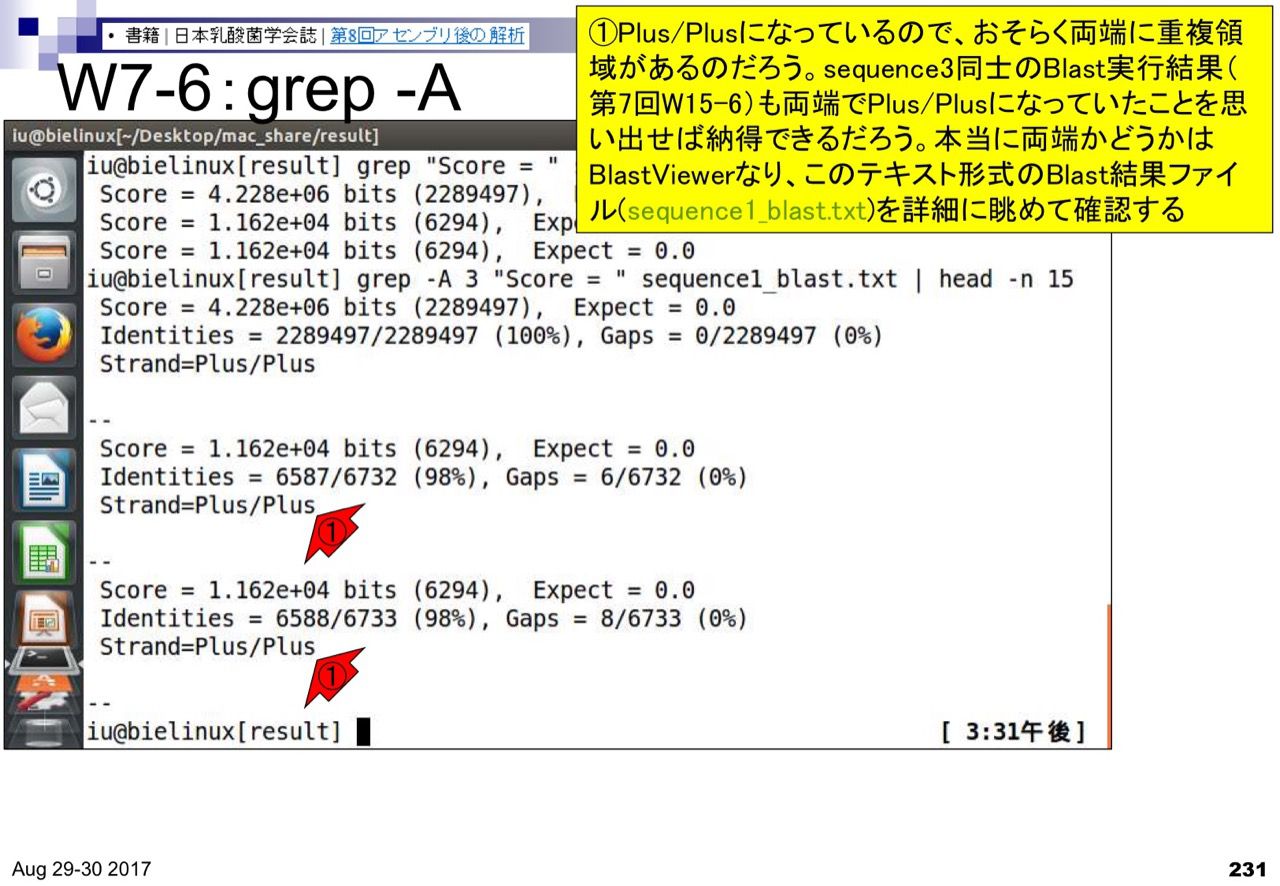 • 書籍 | 日本乳酸菌学会誌 | 第8回アセンブリ後の解析
W7-6：grep -A
①Plus/Plusになっているので、おそらく両端に重複領
域があるのだろう。sequence3同士のBlast実行結果(
第7回W15-6)も両端でPlus/Plusになっていたことを思
い出せば納得できるだろう。本当に両端かどうかは
BlastViewerなり、このテキスト形式のBlast結果ファイ
ル(sequence1_blast.txt)を詳細に眺めて確認する
iu@bielinux[~/Desktop/mac_share/result]
iu@bielinux[result] grep "Score = "
Score = 4.228e+06 bits (2289497),
Score = 1.162e+04 bits (6294), Exp
Score = 1.162e+04 bits (6294), Expect = 0.0
iu@bielinux[result] grep -A 3 "Score = " sequence1_blast.txt | head -n 15
Score = 4.228e+06 bits (2289497), Expect = 0.0
Identities = 2289497/2289497 (100%), Gaps = 0/2289497 (0%)
Strand=Plus/Plus
--
Score = 1.162e+04 bits (6294), Expect = 0.0
Identities = 6587/6732 (98%), Gaps = 6/6732 (0%)
Strand=Plus/Plus
①
--
Score = 1.162e+04 bits (6294), Expect = 0.0
Identities = 6588/6733 (98%), Gaps = 8/6733 (0%)
Strand=Plus/Plus
①
--
iu@bielinux[result]
[ 3:31午後]
Aug 29-30 2017
231